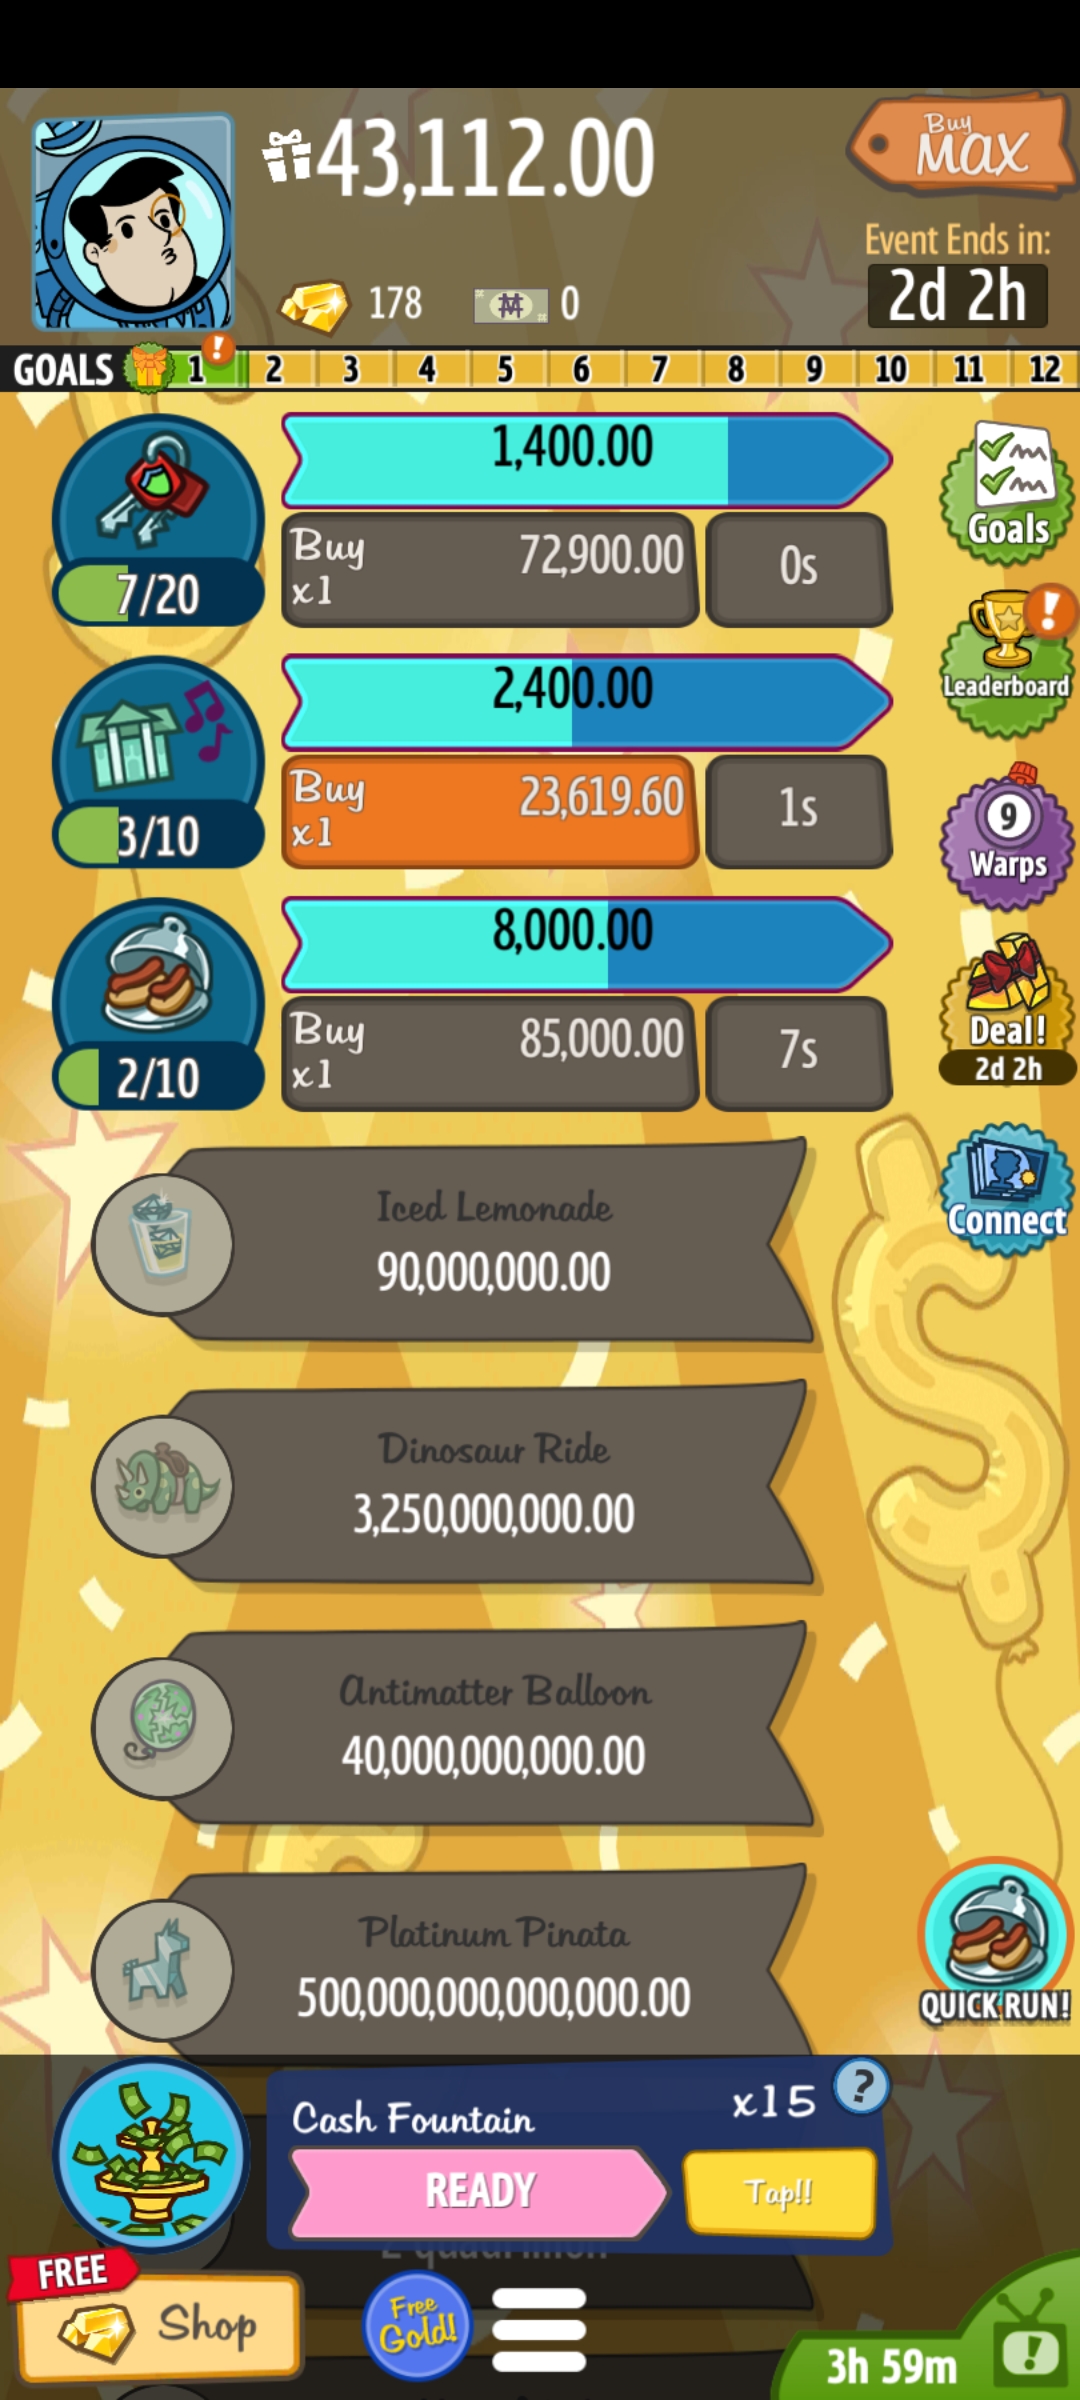 43,112.00
Buy
MAX
Event Ends in:
2d 2h
178
0
GOALS 1 2 3 4 5 6 7 8 9 10 11 12
1,400.00
Buy
x1
72,900.00
0s
7/20
Goals
2,400.00
Buy
x1
23,619.60
1s
3/10
Leaderboard
9
Warps
8,000.00
Buy
x1
85,000.00
7s
2/10
Deal!
2d 2h
Iced Lemonade
90,000,000.00
Connect
Dinosaur Ride
3,250,000,000.00
Antimatter Balloon
40,000,000,000.00
Platinum Pinata
500,000,000,000,000.00
QUICK RUN!
Cash Fountain
x15
?
READY
Tap!!
FREE
Shop
Free
Gold!
3h 59m